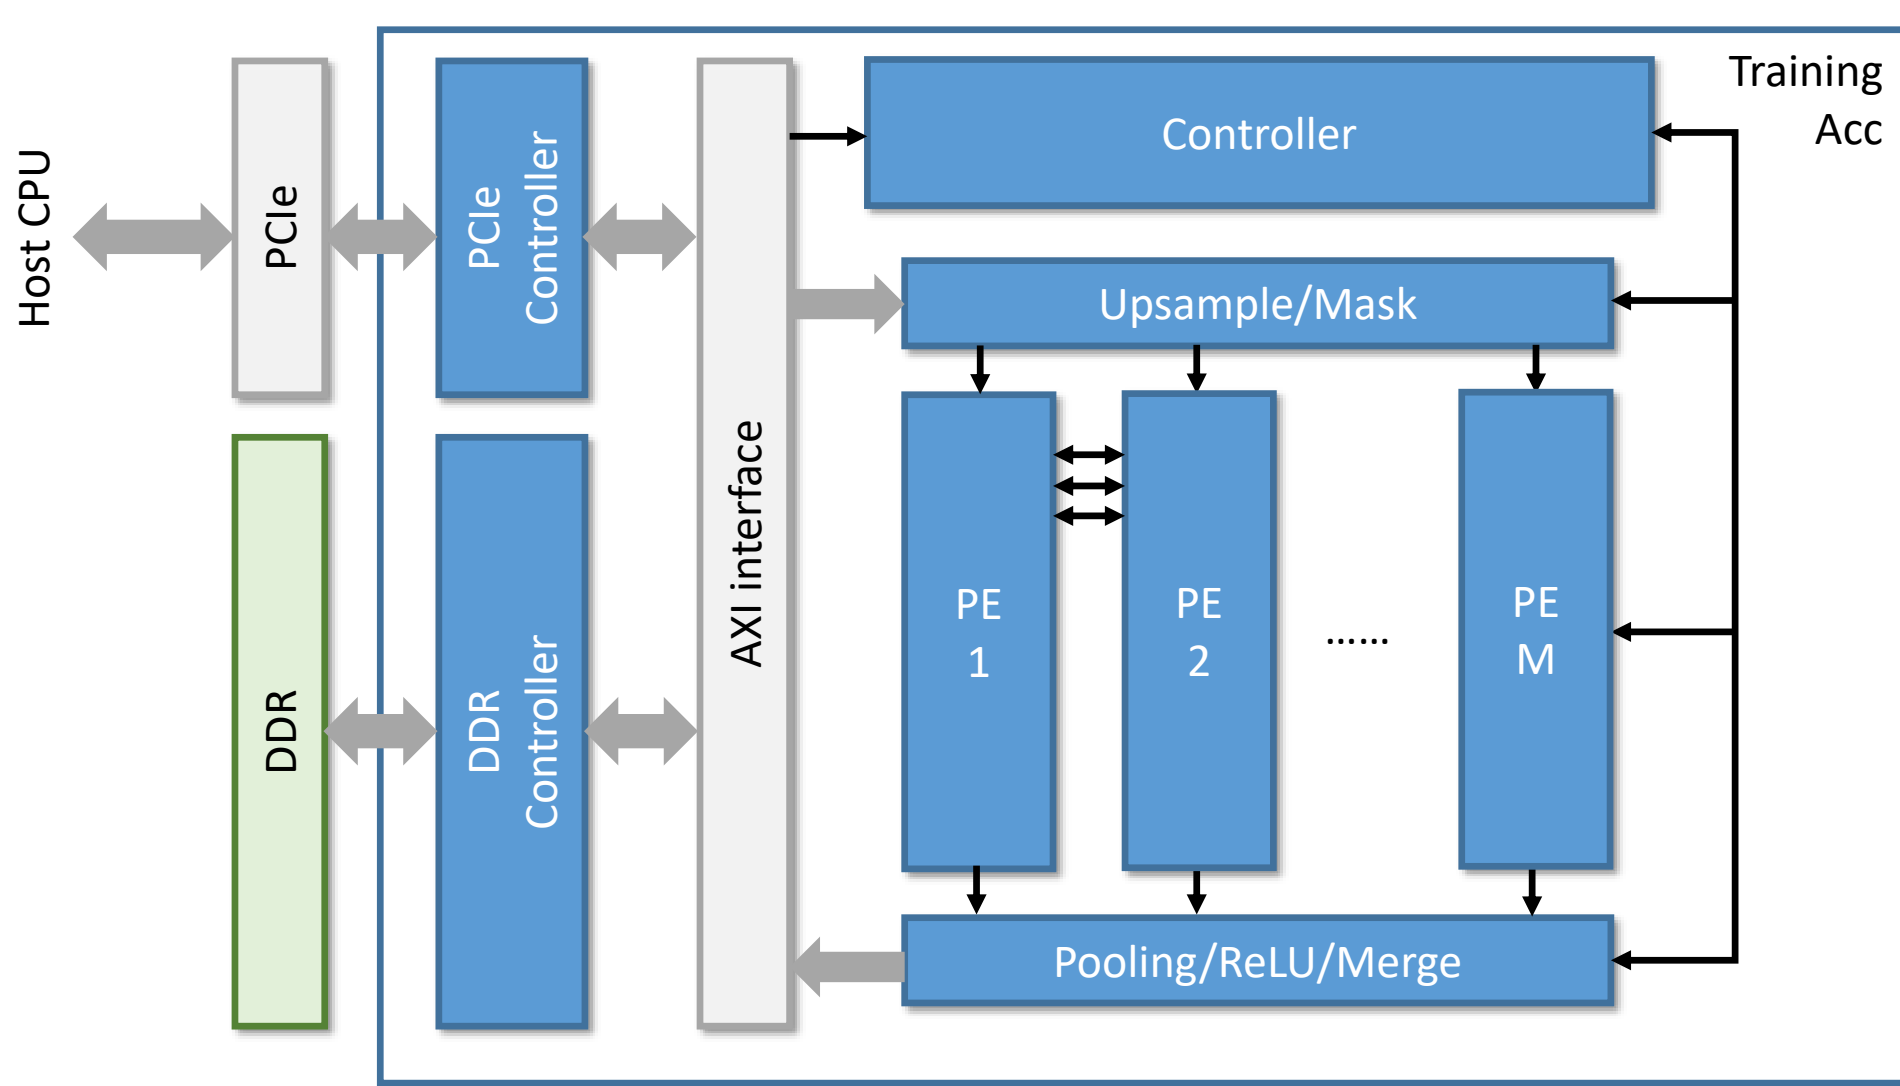 Host CPU
PCIe
PCIe
Controller
DDR
DDR
Controller
AXI interface
Controller
Training
Acc
Upsample/Mask
PE
1
PE
2
......
PE
M
Pooling/ReLU/Merge